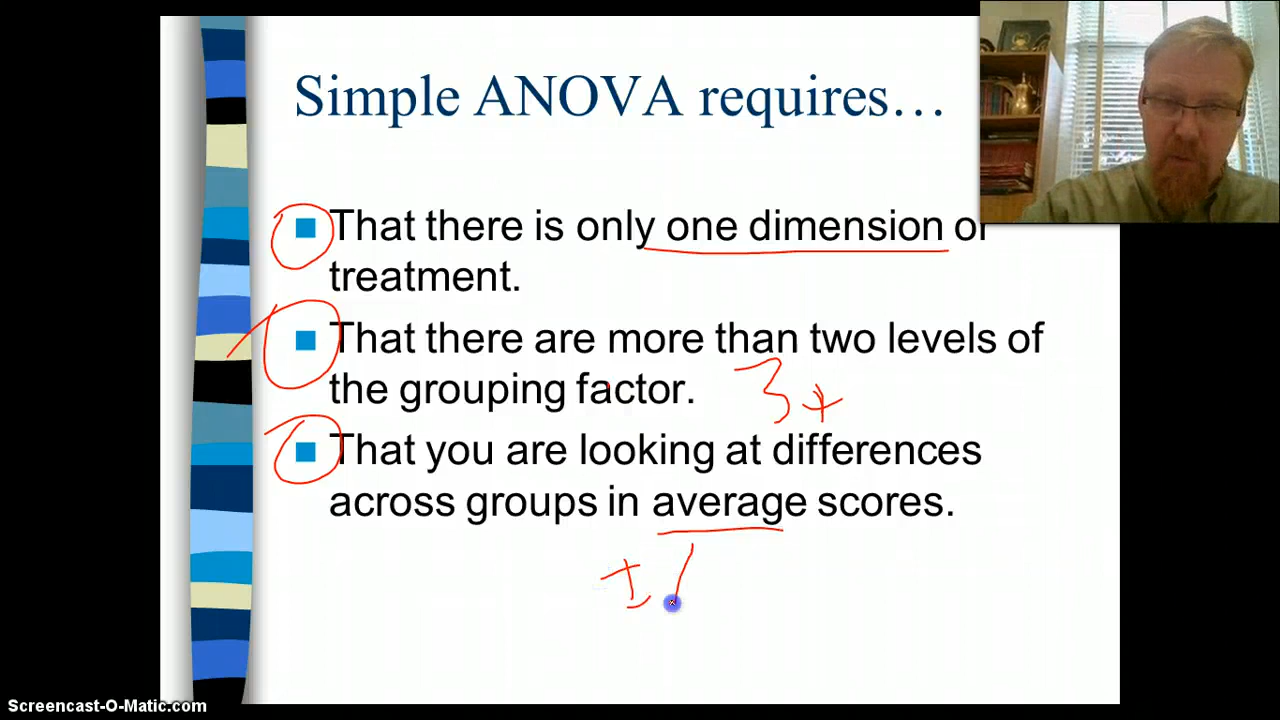 Simple ANOVA requires…
That there is only one dimension or
treatment.
That there are more than two levels of
the grouping factor.
3+
That you are looking at differences
across groups in average scores.
Screencast-O-Matic.com